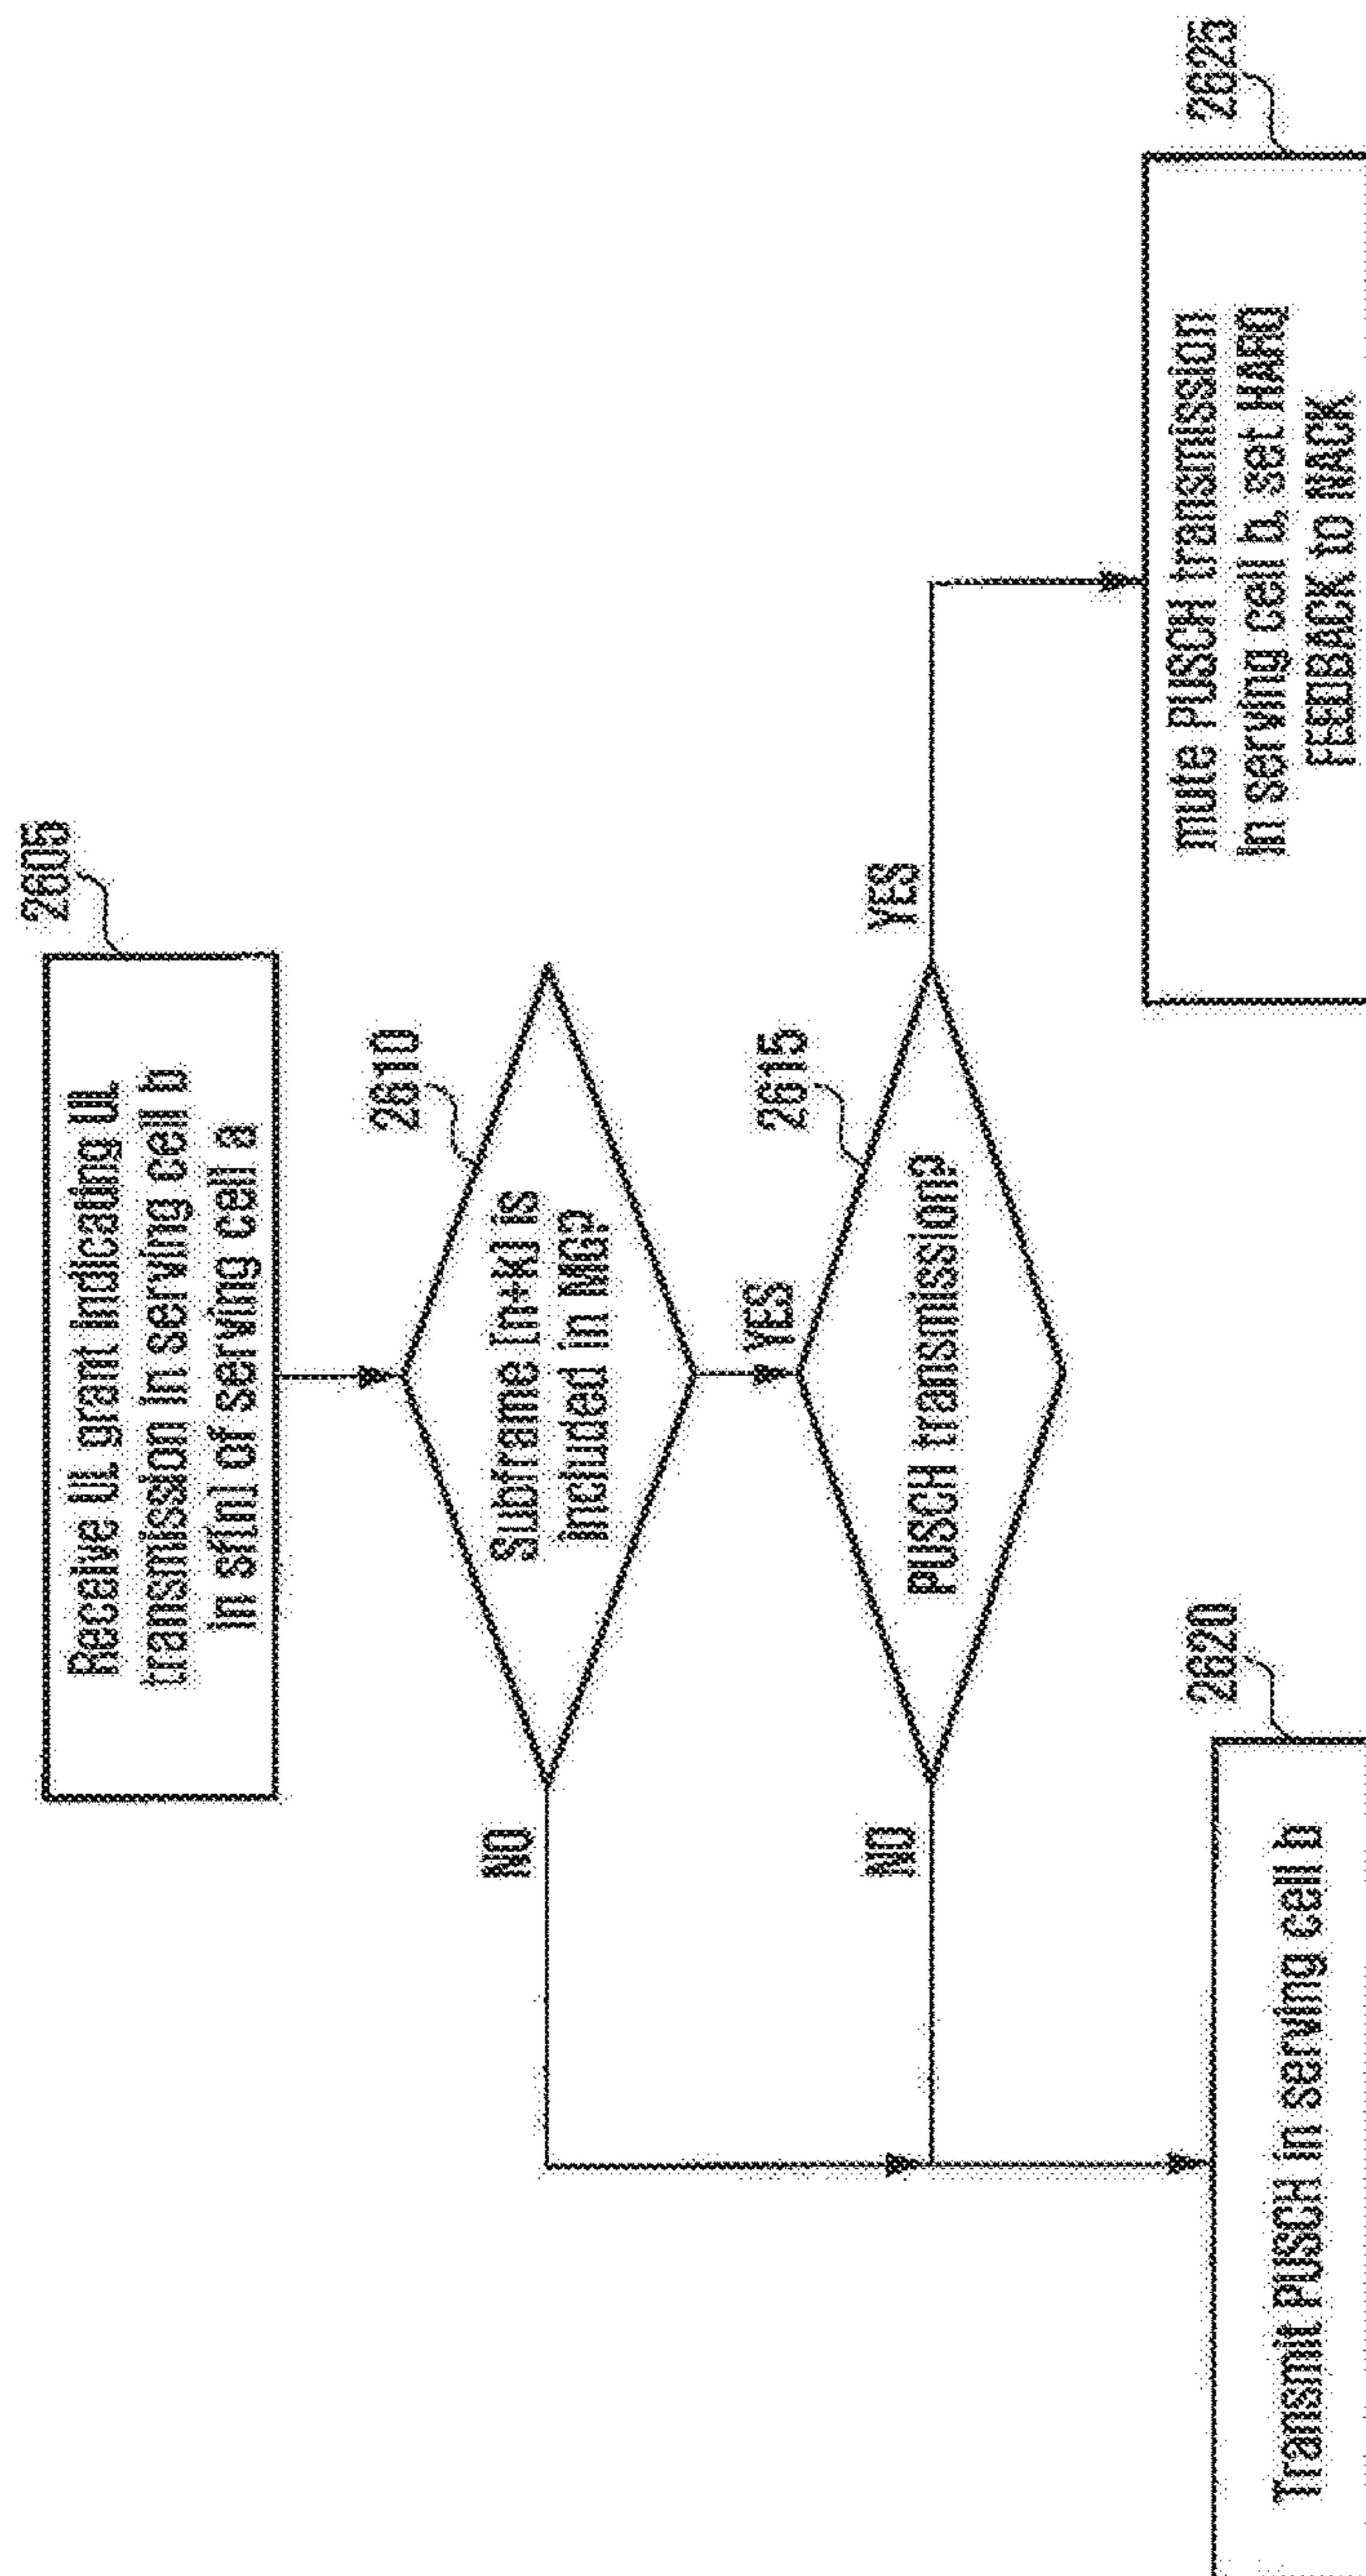 2605
Receive UL grant indicating UL
transmission in serving cell b
in sf[n] of serving cell a
2610
Subframe [n+x] is
included in MG?
NO
YES
2615
PUSCH transmission?
NO
YES
2620
Transmit PUSCH in serving cell b
2625
mute PUSCH transmission
in serving cell b, set HARQ
FEEDBACK to NACK